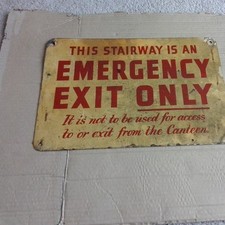 THIS STAIRWAY IS AN
EMERGENCY
EXIT ONLY
It is not to be used for access
to or exit from the Canteen.